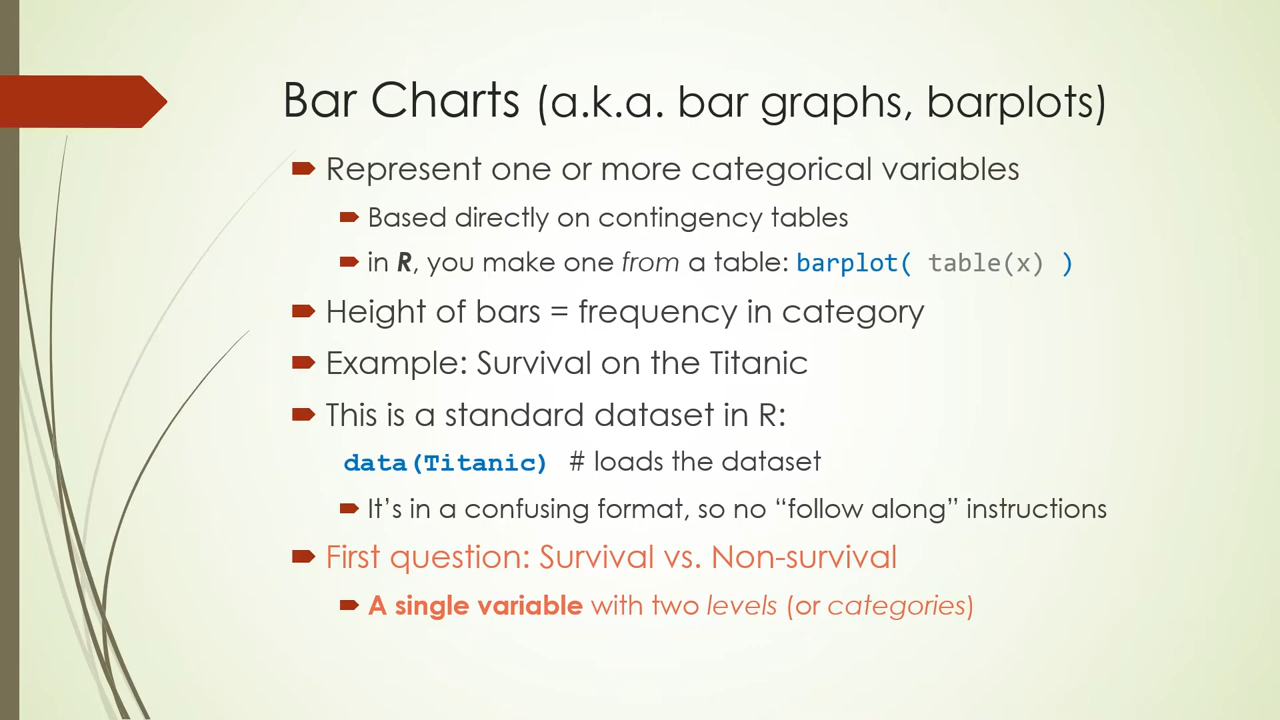 Bar Charts (a.k.a. bar graphs, barplots)
Represent one or more categorical variables
Based directly on contingency tables
in R, you make one from a table: barplot( table(x) )
Height of bars = frequency in category
Example: Survival on the Titanic
This is a standard dataset in R:
data(Titanic) # loads the dataset
It’s in a confusing format, so no “follow along” instructions
First question: Survival vs. Non-survival
A single variable with two levels (or categories)